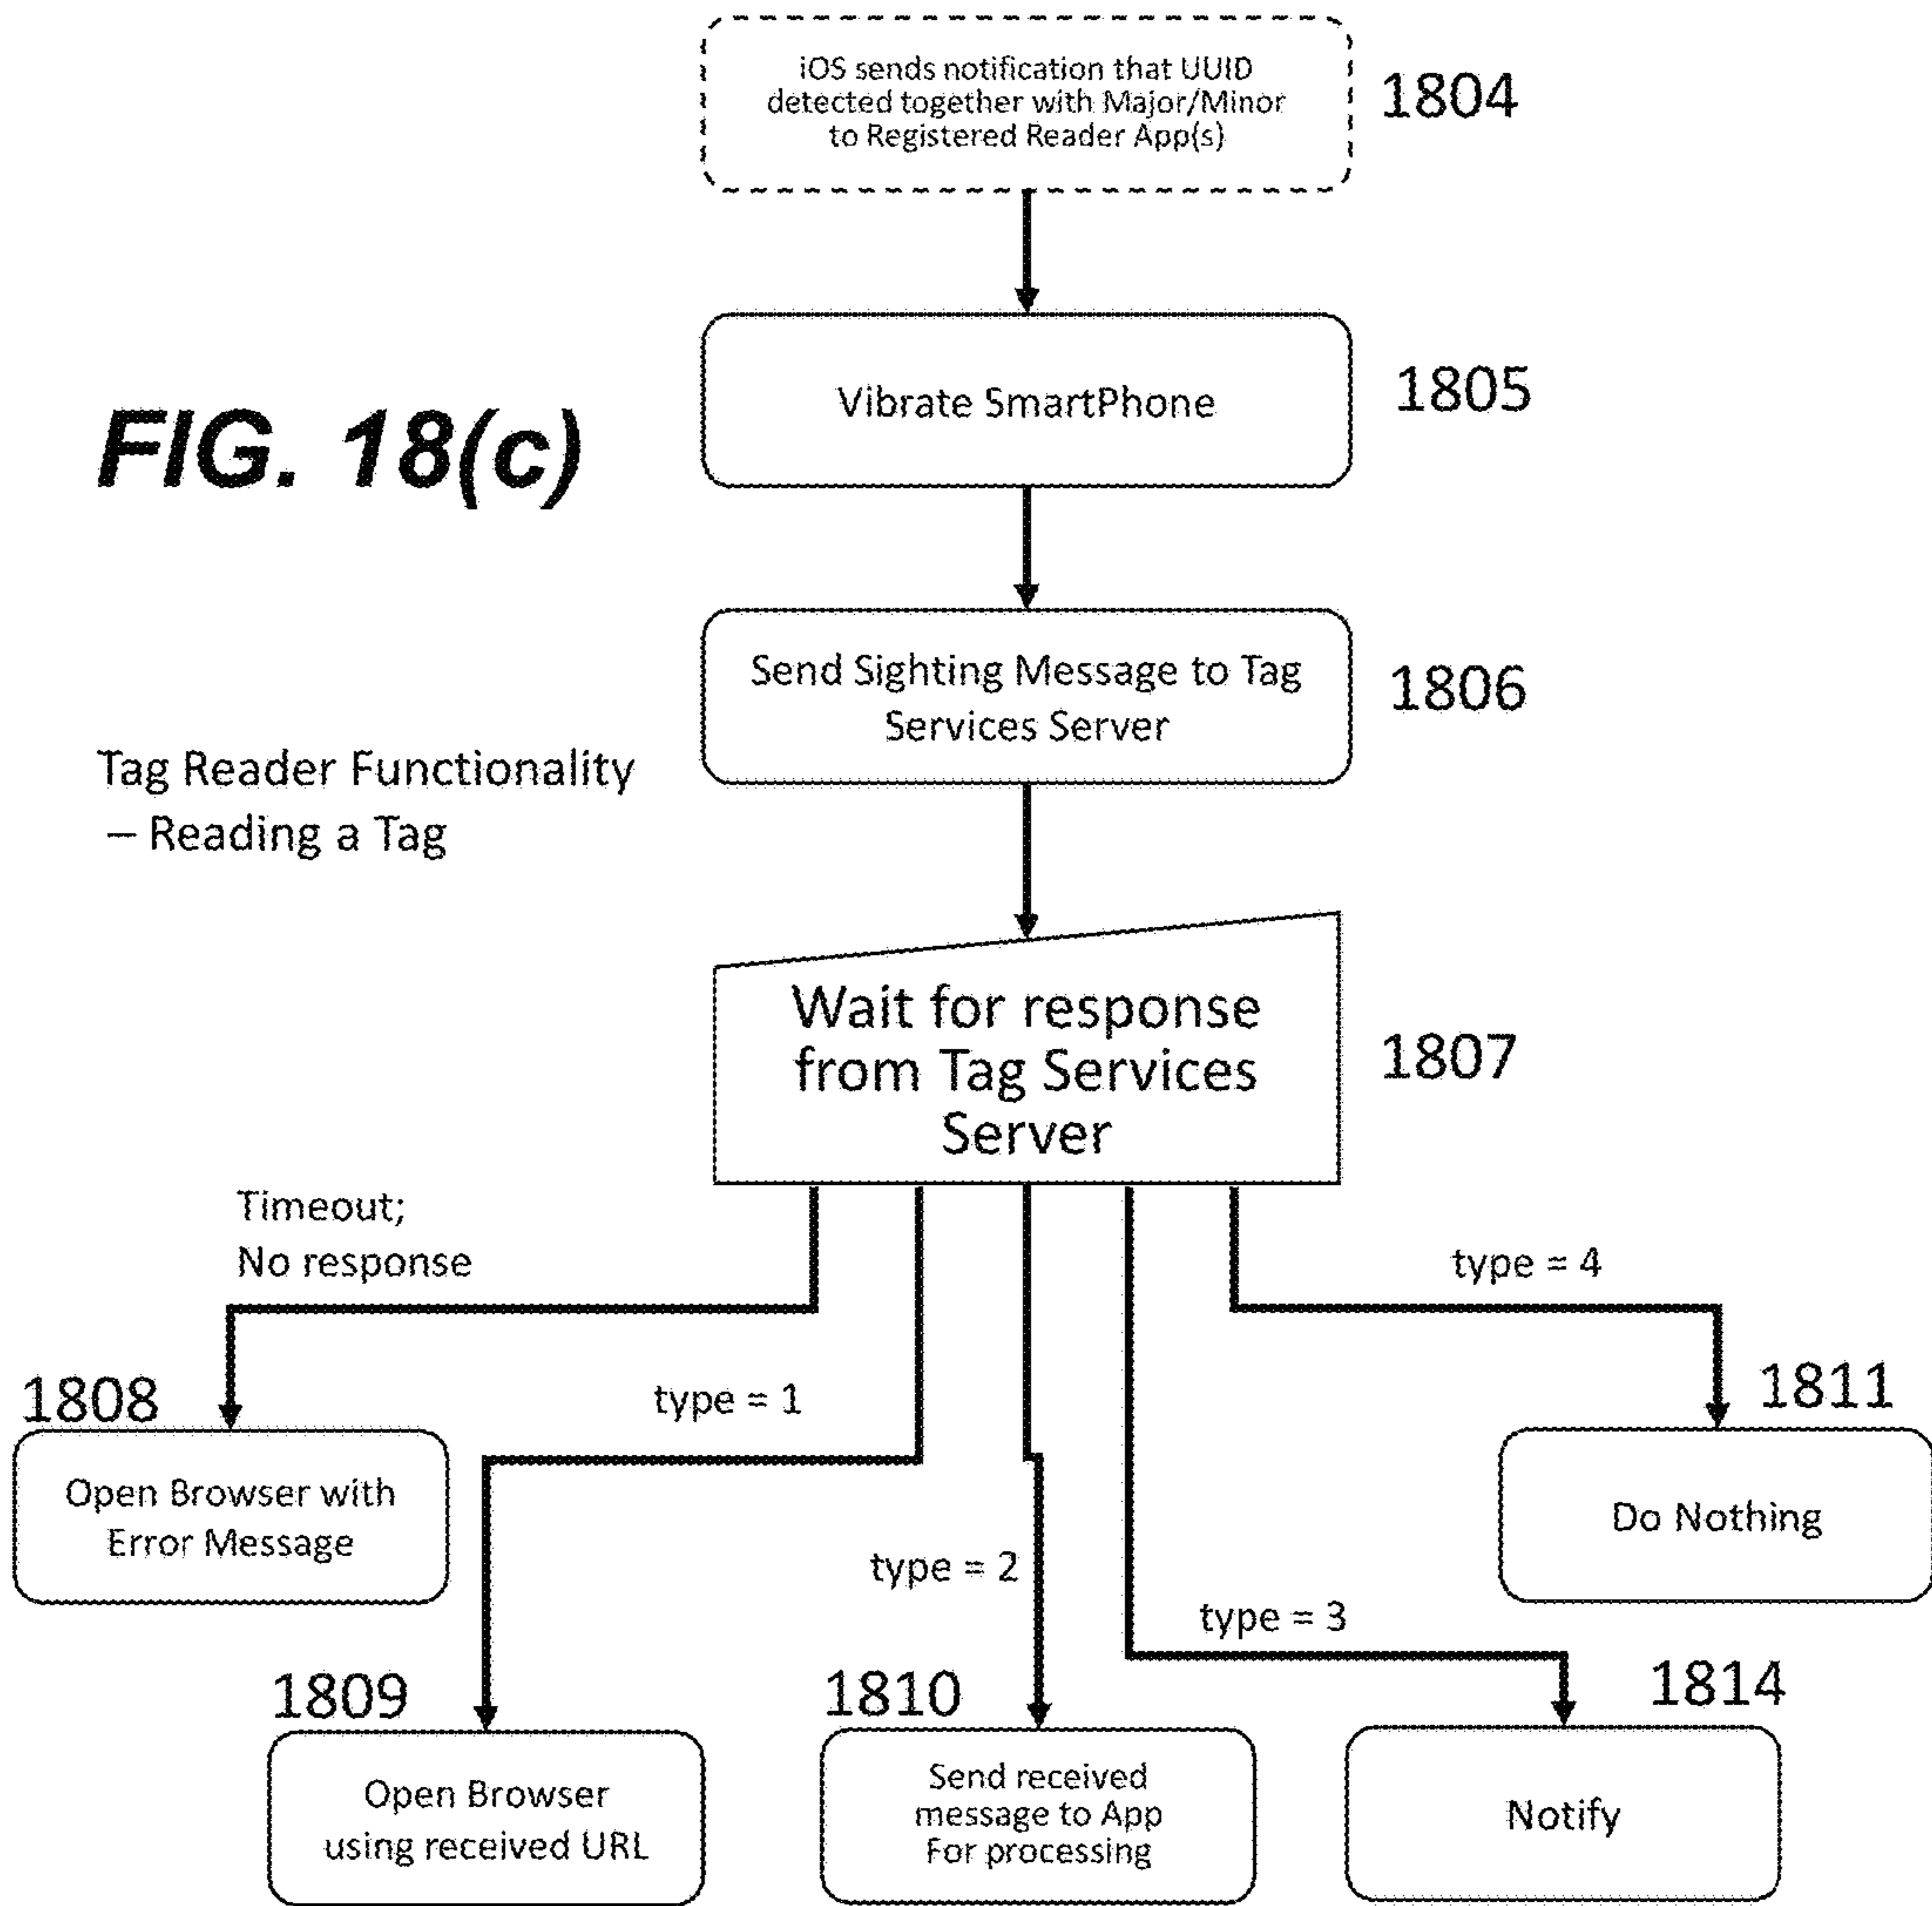 iOS sends notification that UUID
detected together with Major/Minor
to Registered Reader App(s)
1804
Vibrate SmartPhone
1805
FIG. 18(c)
Send Sighting Message to Tag
Services Server
1806
Tag Reader Functionality
– Reading a Tag
Wait for response
from Tag Services
Server
1807
Timeout;
No response
type = 4
1808
type = 1
1811
Open Browser with
Error Message
Do Nothing
type = 2
type = 3
1809
1810
1814
Open Browser
using received URL
Send received
message to App
For processing
Notify